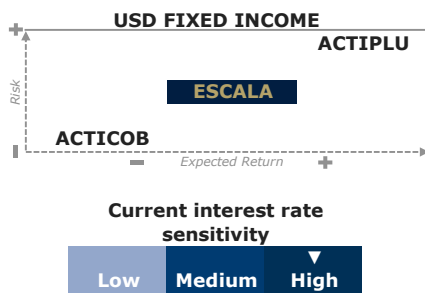 USD FIXED INCOME
ACTIPLU
Risk
ESCALA
ACTICOB
Expected Return
Current interest rate
sensitivity
Low Medium High